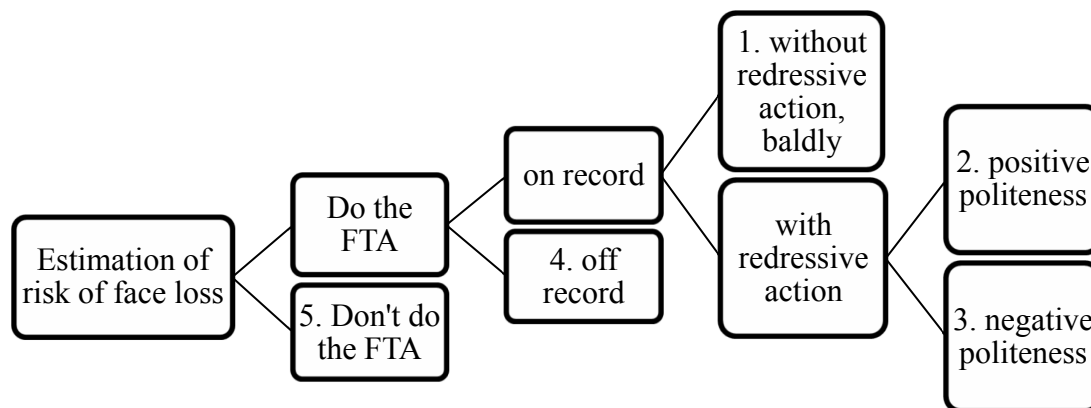 Estimation of
risk of face loss
Do the
FTA
5. Don't do
the FTA
on record
4. off
record
1. without
redressive
action,
baldly
with
redressive
action
2. positive
politeness
3. negative
politeness